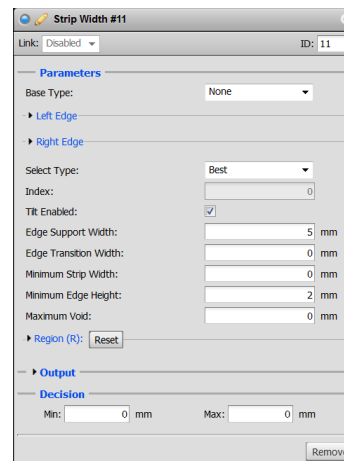 Strip Width #11
Link: Disabled ID: 11
Parameters
Base Type: None
Left Edge
Right Edge
Select Type: Best
Index: 0
Tilt Enabled:
Edge Support Width: 5 mm
Edge Transition Width: 0 mm
Minimum Strip Width: 0 mm
Minimum Edge Height: 2 mm
Maximum Void: 0 mm
Region (R): Reset
Output
Decision
Min: 0 mm Max: 0 mm
Remove